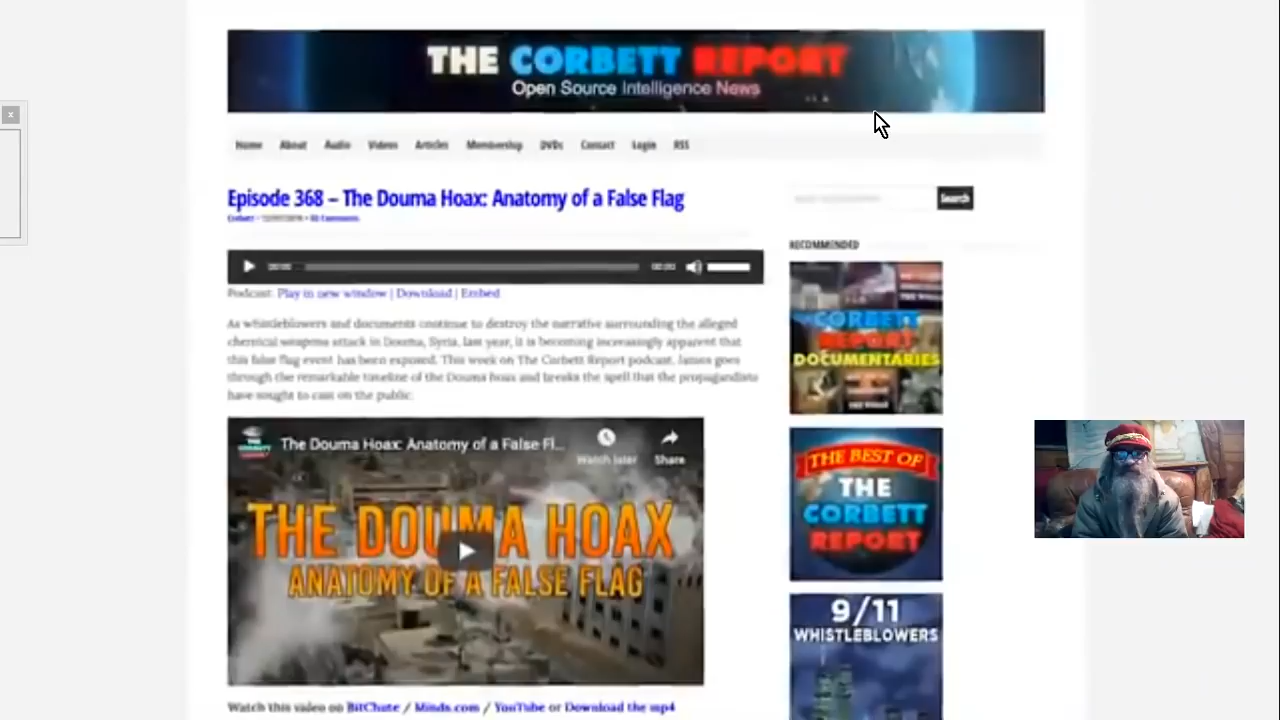 x
THE CORBETT REPORT
Open Source Intelligence News
Home About Audio Videos Articles Membership DVDs Contact Login RSS
Episode 368 – The Douma Hoax: Anatomy of a False Flag
Corbett • • Comments
Search
RECOMMENDED
00:00 00:00
Podcast: Play in new window | Download | Embed
As whistleblowers and documents continue to destroy the narrative surrounding the alleged
chemical weapons attack in Douma, Syria, last year, it is becoming increasingly apparent that
this false flag event has been exposed. This week on The Corbett Report podcast, James goes
through the remarkable timeline of the Douma hoax and breaks the spell that the propagandists
have sought to cast on the public.
CORBETT
REPORT
DOCUMENTARIES
The Douma Hoax: Anatomy of a False Fl...
Watch later Share
THE DOUMA HOAX
ANATOMY OF A FALSE FLAG
THE BEST OF
THE
CORBETT
REPORT
9/11
WHISTLEBLOWERS
Watch this video on BitChute / Minds.com / YouTube or Download the mp4